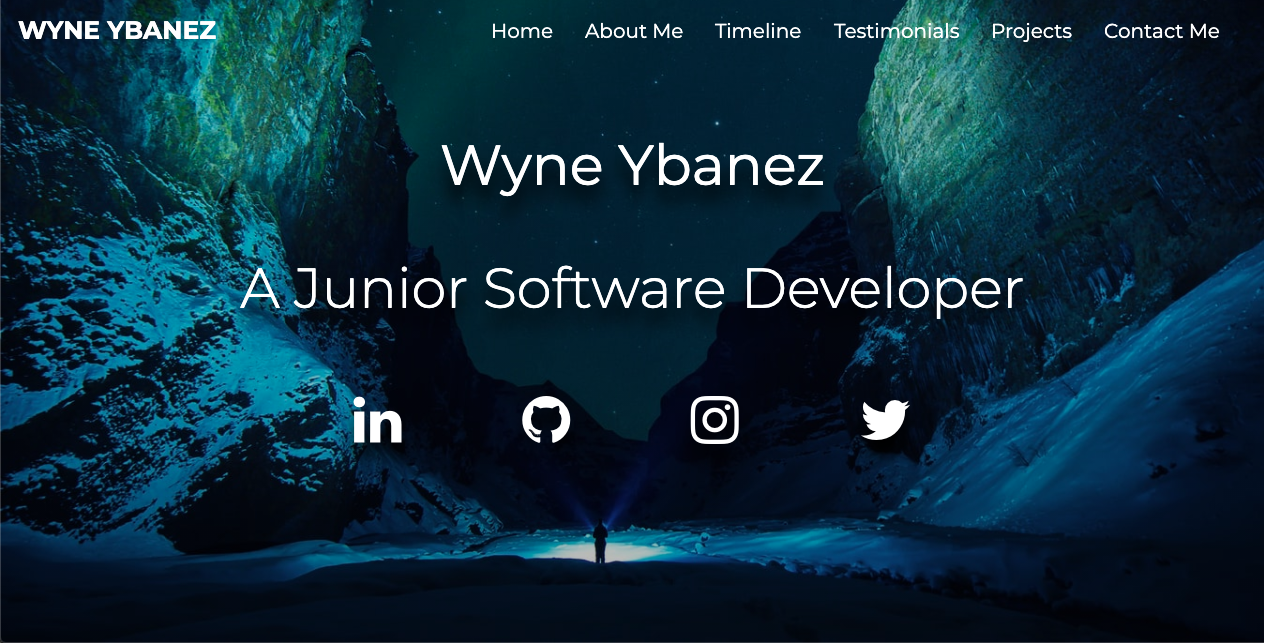 WYNE YBANEZ Home About Me Timeline Testimonials Projects Contact Me
Wyne Ybanez
A Junior Software Developer
in